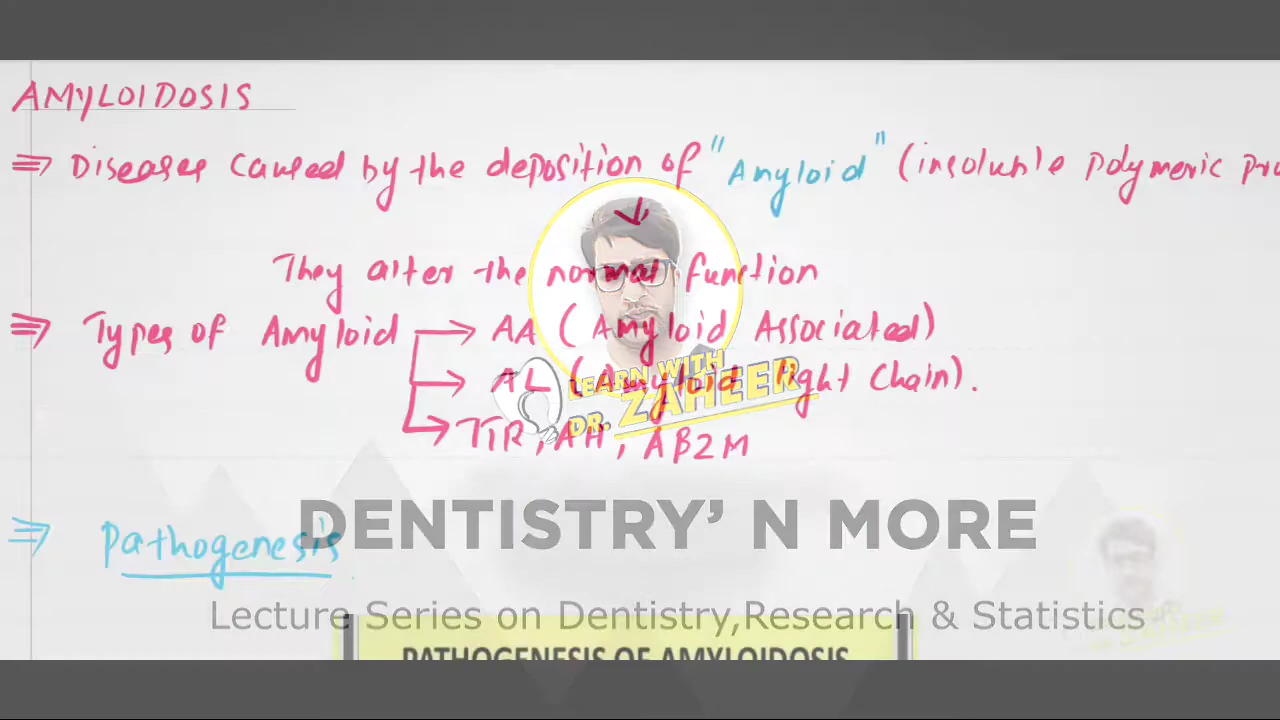 AMYLOIDOSIS
⇒ Diseases caused by the deposition of "Amyloid" (insoluble polymeric
They alter the normal function
⇒ Types of Amyloid → AA (Amyloid Associated)
→ AL (Amyloid light Chain).
→ TTR, AH, AB2M
LEARN WITH
DR. ZAHEER
⇒ Pathogenesis
DENTISTRY' N MORE
Lecture Series on Dentistry,Research & Statistics
PATHOGENESIS OF AMYLOIDOSIS